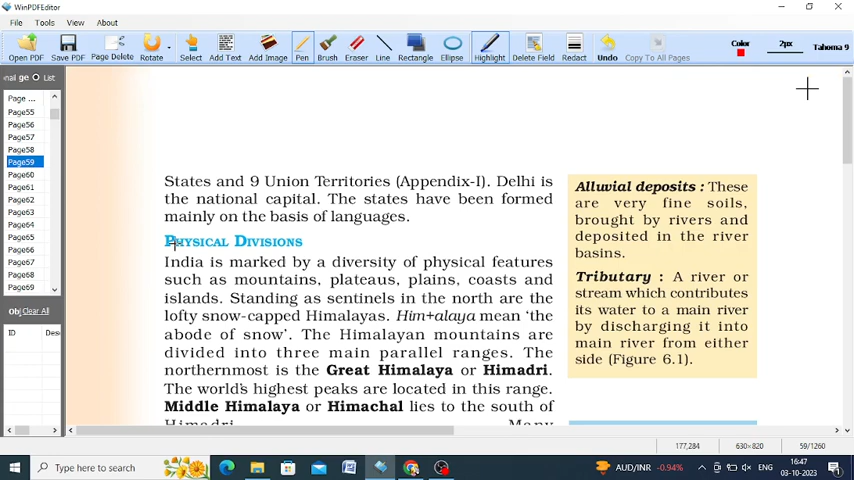 WinPDFEditor
File Tools View About
Open PDF Save PDF Page Delete Rotate Select Add Text Add Image Pen Brush Eraser Line Rectangle Ellipse Highlight Delete Field Redact Undo Copy To All Pages Color 2px Tahoma 9
nail ge List
Page ...
Page55
Page56
Page57
Page58
Page59
Page60
Page61
Page62
Page63
Page64
Page65
Page66
Page67
Page68
Page69
Obj Clear All
ID Des
States and 9 Union Territories (Appendix-I). Delhi is
the national capital. The states have been formed
mainly on the basis of languages.
PHYSICAL DIVISIONS
India is marked by a diversity of physical features
such as mountains, plateaus, plains, coasts and
islands. Standing as sentinels in the north are the
lofty snow-capped Himalayas. Him+alaya mean ‘the
abode of snow’. The Himalayan mountains are
divided into three main parallel ranges. The
northernmost is the Great Himalaya or Himadri.
The world’s highest peaks are located in this range.
Middle Himalaya or Himachal lies to the south of
Himadri. Many
Alluvial deposits : These
are very fine soils,
brought by rivers and
deposited in the river
basins.
Tributary : A river or
stream which contributes
its water to a main river
by discharging it into
main river from either
side (Figure 6.1).
177,284 630×820 59/1260
Type here to search AUD/INR -0.94% ENG 16:47
03-10-2023